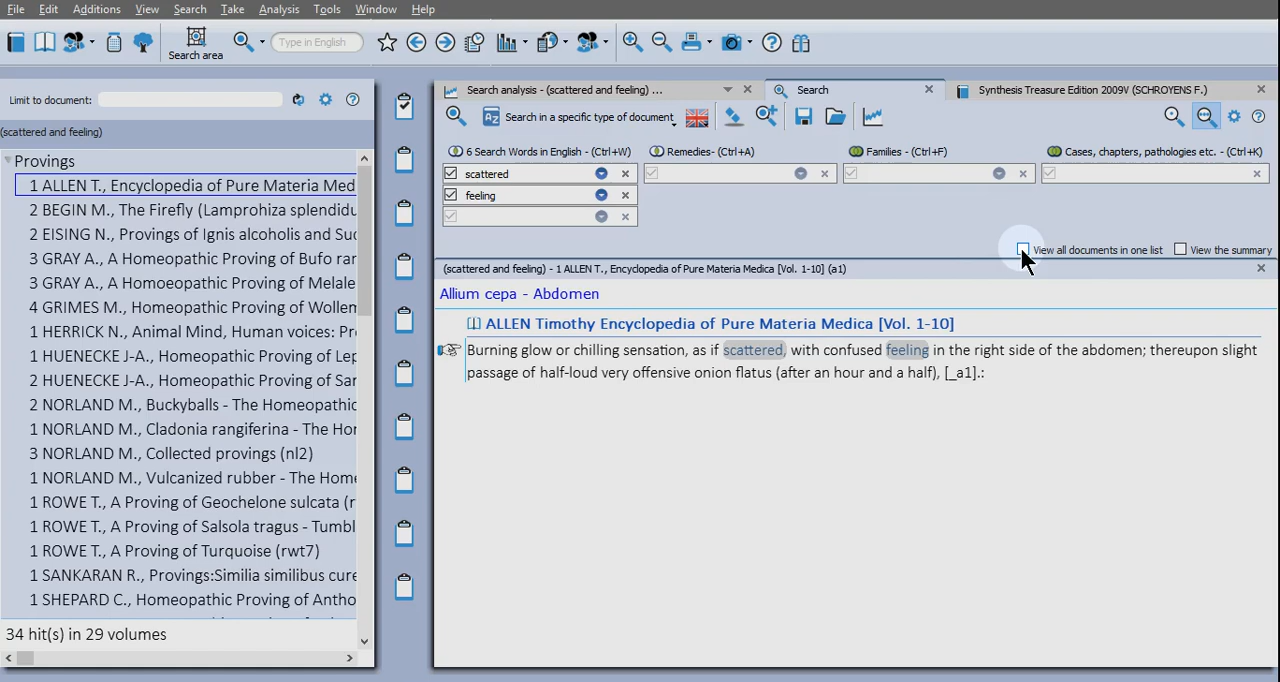 File Edit Additions View Search Take Analysis Tools Window Help
Search area
Type in English
Limit to document:
(scattered and feeling)
Provings
1 ALLEN T., Encyclopedia of Pure Materia Med
2 BEGIN M., The Firefly (Lamprohiza splendidu
2 EISING N., Provings of Ignis alcoholis and Suc
3 GRAY A., A Homeopathic Proving of Bufo rar
3 GRAY A., A Homeopathic Proving of Melale
4 GRIMES M., Homoeopathic Proving of Wollen
1 HERRICK N., Animal Mind, Human voices: Pr
1 HUENECKE J-A., Homeopathic Proving of Lep
2 HUENECKE J-A., Homeopathic Proving of Sar
2 NORLAND M., Buckyballs - The Homeopathic
1 NORLAND M., Cladonia rangiferina - The Hor
3 NORLAND M., Collected provings (nl2)
1 NORLAND M., Vulcanized rubber - The Home
1 ROWE T., A Proving of Geochelone sulcata (r
1 ROWE T., A Proving of Salsola tragus - Tumbl
1 ROWE T., A Proving of Turquoise (rwt7)
1 SANKARAN R., Provings:Similia similibus cure
1 SHEPARD C., Homeopathic Proving of Antho
34 hit(s) in 29 volumes
Search analysis - (scattered and feeling) ...
Search
Synthesis Treasure Edition 2009V (SCHROYENS F.)
AZ Search in a specific type of document
6 Search Words in English - (Ctrl+W) Remedies- (Ctrl+A) Families - (Ctrl+F) Cases, chapters, pathologies etc. - (Ctrl+K)
scattered
feeling
View all documents in one list View the summary
(scattered and feeling) - 1 ALLEN T., Encyclopedia of Pure Materia Medica [Vol. 1-10] (a1)
Allium cepa - Abdomen
ALLEN Timothy Encyclopedia of Pure Materia Medica [Vol. 1-10]
Burning glow or chilling sensation, as if scattered, with confused feeling in the right side of the abdomen; thereupon slight
passage of half-loud very offensive onion flatus (after an hour and a half), [_a1].: